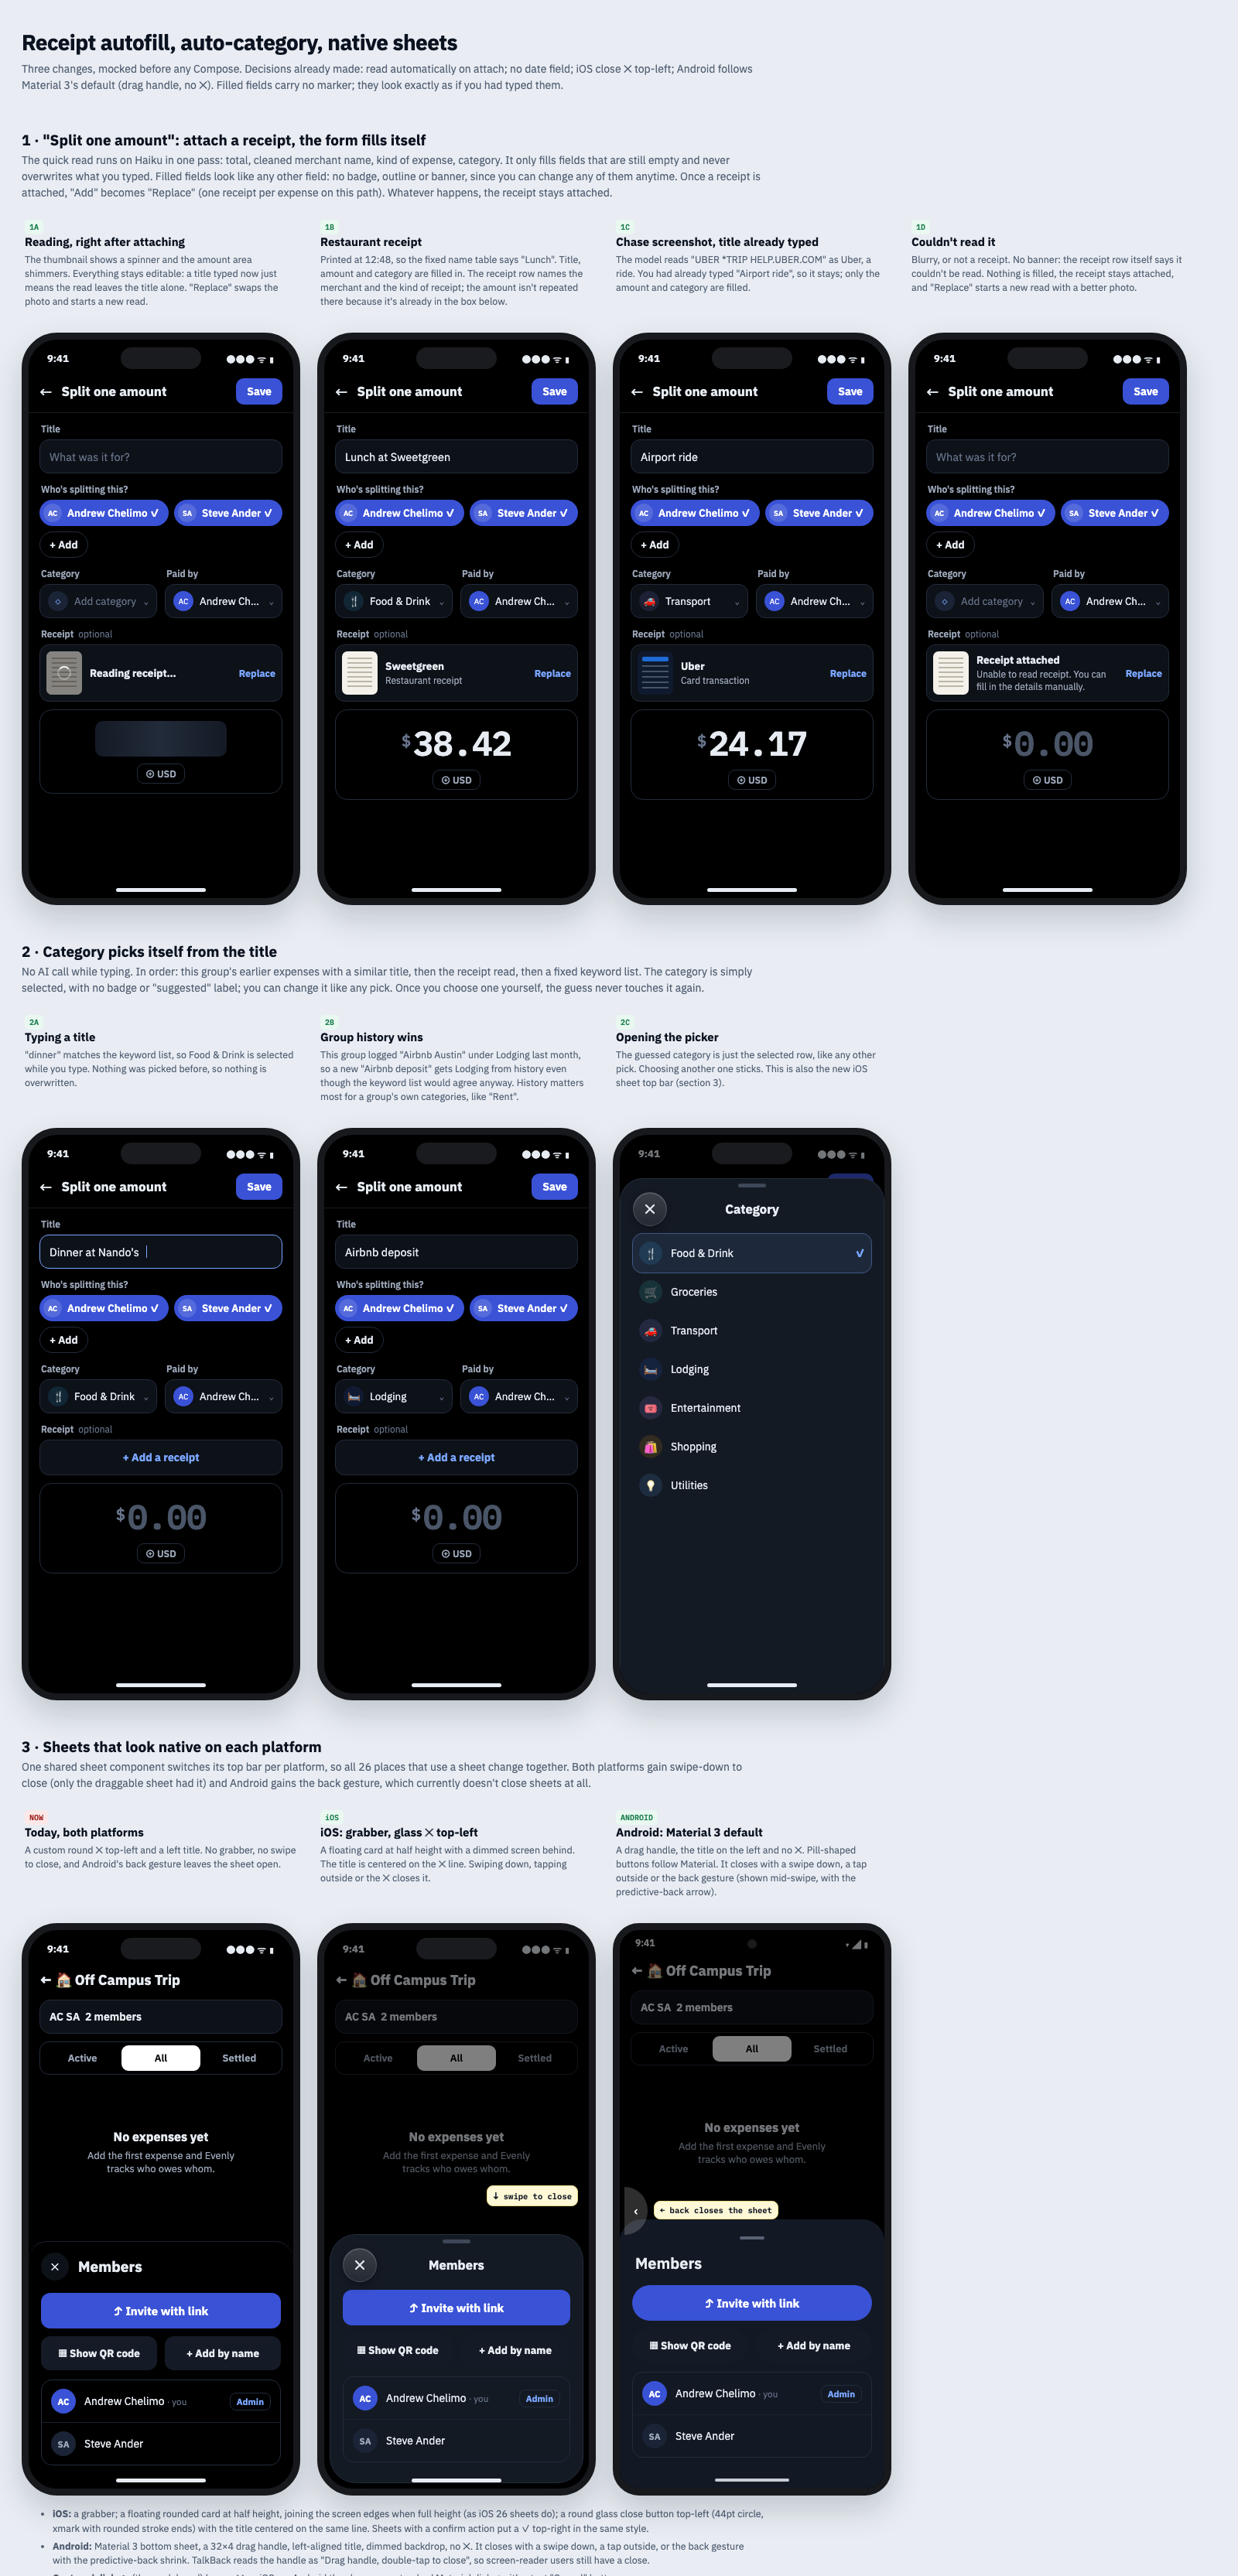 Receipt autofill, auto-category, native sheets
Three changes, mocked before any Compose. Decisions already made: read automatically on attach; no date field; iOS close ✕ top-left; Android follows
Material 3's default (drag handle, no ✕). Filled fields carry no marker; they look exactly as if you had typed them.
1 · "Split one amount": attach a receipt, the form fills itself
The quick read runs on Haiku in one pass: total, cleaned merchant name, kind of expense, category. It only fills fields that are still empty and never
overwrites what you typed. Filled fields look like any other field: no badge, outline or banner, since you can change any of them anytime. Once a receipt is
attached, "Add" becomes "Replace" (one receipt per expense on this path). Whatever happens, the receipt stays attached.
1A
Reading, right after attaching
The thumbnail shows a spinner and the amount area
shimmers. Everything stays editable: a title typed now just
means the read leaves the title alone. "Replace" swaps the
photo and starts a new read.
1B
Restaurant receipt
Printed at 12:48, so the fixed name table says "Lunch". Title,
amount and category are filled in. The receipt row names the
merchant and the kind of receipt; the amount isn't repeated
there because it's already in the box below.
1C
Chase screenshot, title already typed
The model reads "UBER *TRIP HELP.UBER.COM" as Uber, a
ride. You had already typed "Airport ride", so it stays; only the
amount and category are filled.
1D
Couldn't read it
Blurry, or not a receipt. No banner: the receipt row itself says it
couldn't be read. Nothing is filled, the receipt stays attached,
and "Replace" starts a new read with a better photo.
9:41
← Split one amount Save
Title
What was it for?
Who's splitting this?
AC Andrew Chelimo ✓ SA Steve Ander ✓
+ Add
Category Paid by
Add category AC Andrew Ch...
Receipt optional
Reading receipt... Replace
USD
9:41
← Split one amount Save
Title
Lunch at Sweetgreen
Who's splitting this?
AC Andrew Chelimo ✓ SA Steve Ander ✓
+ Add
Category Paid by
Food & Drink AC Andrew Ch...
Receipt optional
Sweetgreen
Restaurant receipt
Replace
$38.42
USD
9:41
← Split one amount Save
Title
Airport ride
Who's splitting this?
AC Andrew Chelimo ✓ SA Steve Ander ✓
+ Add
Category Paid by
Transport AC Andrew Ch...
Receipt optional
Uber
Card transaction
Replace
$24.17
USD
9:41
← Split one amount Save
Title
What was it for?
Who's splitting this?
AC Andrew Chelimo ✓ SA Steve Ander ✓
+ Add
Category Paid by
Add category AC Andrew Ch...
Receipt optional
Receipt attached
Unable to read receipt. You can
fill in the details manually.
Replace
$0.00
USD
2 · Category picks itself from the title
No AI call while typing. In order: this group's earlier expenses with a similar title, then the receipt read, then a fixed keyword list. The category is simply
selected, with no badge or "suggested" label; you can change it like any pick. Once you choose one yourself, the guess never touches it again.
2A
Typing a title
"dinner" matches the keyword list, so Food & Drink is selected
while you type. Nothing was picked before, so nothing is
overwritten.
2B
Group history wins
This group logged "Airbnb Austin" under Lodging last month,
so a new "Airbnb deposit" gets Lodging from history even
though the keyword list would agree anyway. History matters
most for a group's own categories, like "Rent".
2C
Opening the picker
The guessed category is just the selected row, like any other
pick. Choosing another one sticks. This is also the new iOS
sheet top bar (section 3).
9:41
← Split one amount Save
Title
Dinner at Nando's
Who's splitting this?
AC Andrew Chelimo ✓ SA Steve Ander ✓
+ Add
Category Paid by
Food & Drink AC Andrew Ch...
Receipt optional
+ Add a receipt
$0.00
USD
9:41
← Split one amount Save
Title
Airbnb deposit
Who's splitting this?
AC Andrew Chelimo ✓ SA Steve Ander ✓
+ Add
Category Paid by
Lodging AC Andrew Ch...
Receipt optional
+ Add a receipt
$0.00
USD
9:41
✕ Category
Food & Drink ✓
Groceries
Transport
Lodging
Entertainment
Shopping
Utilities
3 · Sheets that look native on each platform
One shared sheet component switches its top bar per platform, so all 26 places that use a sheet change together. Both platforms gain swipe-down to
close (only the draggable sheet had it) and Android gains the back gesture, which currently doesn't close sheets at all.
NOW
Today, both platforms
A custom round ✕ top-left and a left title. No grabber, no swipe
to close, and Android's back gesture leaves the sheet open.
iOS
iOS: grabber, glass ✕ top-left
A floating card at half height with a dimmed screen behind.
The title is centered on the ✕ line. Swiping down, tapping
outside or the ✕ closes it.
ANDROID
Android: Material 3 default
A drag handle, the title on the left and no ✕. Pill-shaped
buttons follow Material. It closes with a swipe down, a tap
outside or the back gesture (shown mid-swipe, with the
predictive-back arrow).
9:41
← Off Campus Trip
AC SA 2 members
Active All Settled
No expenses yet
Add the first expense and Evenly
tracks who owes whom.
✕ Members
Invite with link
Show QR code + Add by name
AC Andrew Chelimo · you Admin
SA Steve Ander
9:41
← Off Campus Trip
AC SA 2 members
Active All Settled
No expenses yet
Add the first expense and Evenly
tracks who owes whom.
↓ swipe to close
✕ Members
Invite with link
Show QR code + Add by name
AC Andrew Chelimo · you Admin
SA Steve Ander
9:41
← Off Campus Trip
AC SA 2 members
Active All Settled
No expenses yet
Add the first expense and Evenly
tracks who owes whom.
‹ ← back closes the sheet
Members
Invite with link
Show QR code + Add by name
AC Andrew Chelimo · you Admin
SA Steve Ander
• iOS: a grabber; a floating rounded card at half height, joining the screen edges when full height (as iOS 26 sheets do); a round glass close button top-left (44pt circle,
xmark with rounded stroke ends) with the title centered on the same line. Sheets with a confirm action put a ✓ top-right in the same style.
• Android: Material 3 bottom sheet, a 32×4 drag handle, left-aligned title, dimmed backdrop, no ✕. It closes with a swipe down, a tap outside, or the back gesture
with the predictive-back shrink. TalkBack reads the handle as "Drag handle, double-tap to close", so screen-reader users still have a close.